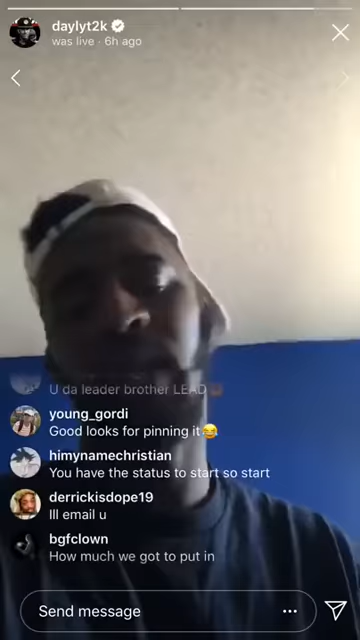 daylyt2k
was live · 6h ago
U da leader brother LEAD
young_gordi
Good looks for pinning it😂
himynamechristian
You have the status to start so start
derrickisdope19
Ill email u
bgfclown
How much we got to put in
Send message